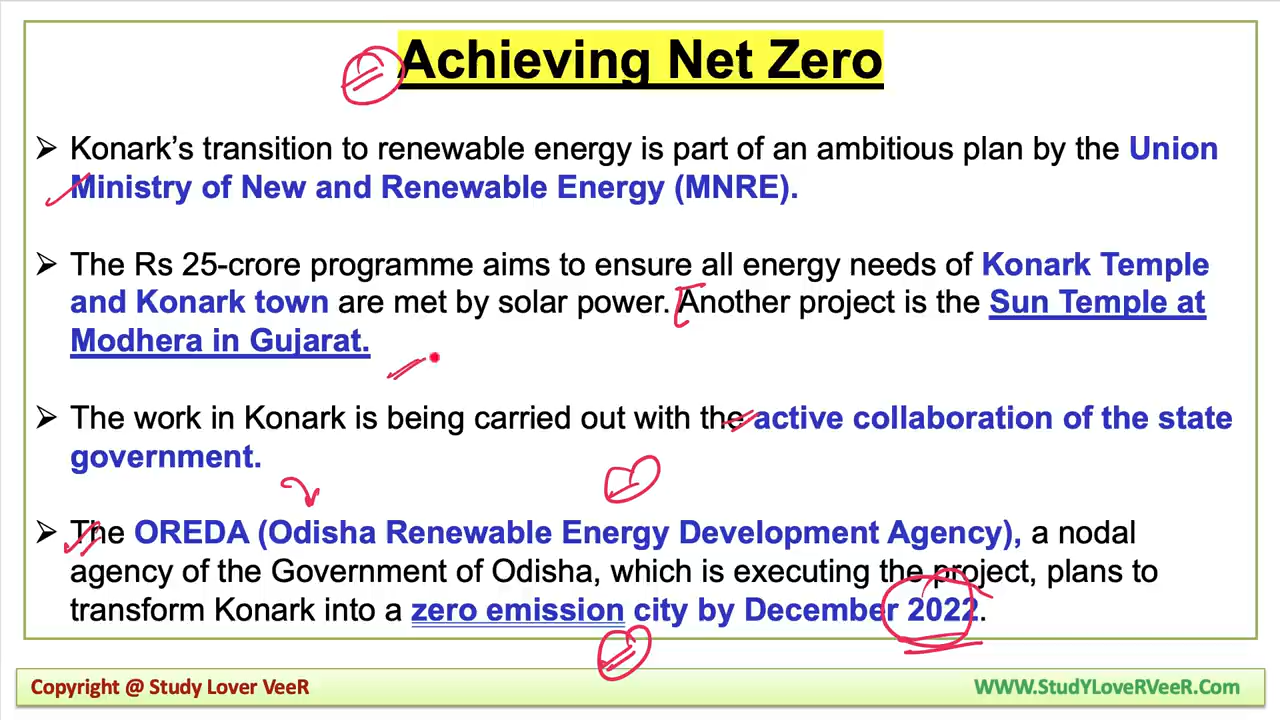 Achieving Net Zero
➢ Konark’s transition to renewable energy is part of an ambitious plan by the Union
Ministry of New and Renewable Energy (MNRE).
➢ The Rs 25-crore programme aims to ensure all energy needs of Konark Temple
and Konark town are met by solar power. Another project is the Sun Temple at
Modhera in Gujarat.
➢ The work in Konark is being carried out with the active collaboration of the state
government.
➢ The OREDA (Odisha Renewable Energy Development Agency), a nodal
agency of the Government of Odisha, which is executing the project, plans to
transform Konark into a zero emission city by December 2022.
Copyright @ Study Lover VeeR
WWW.StudYLoveRVeeR.Com